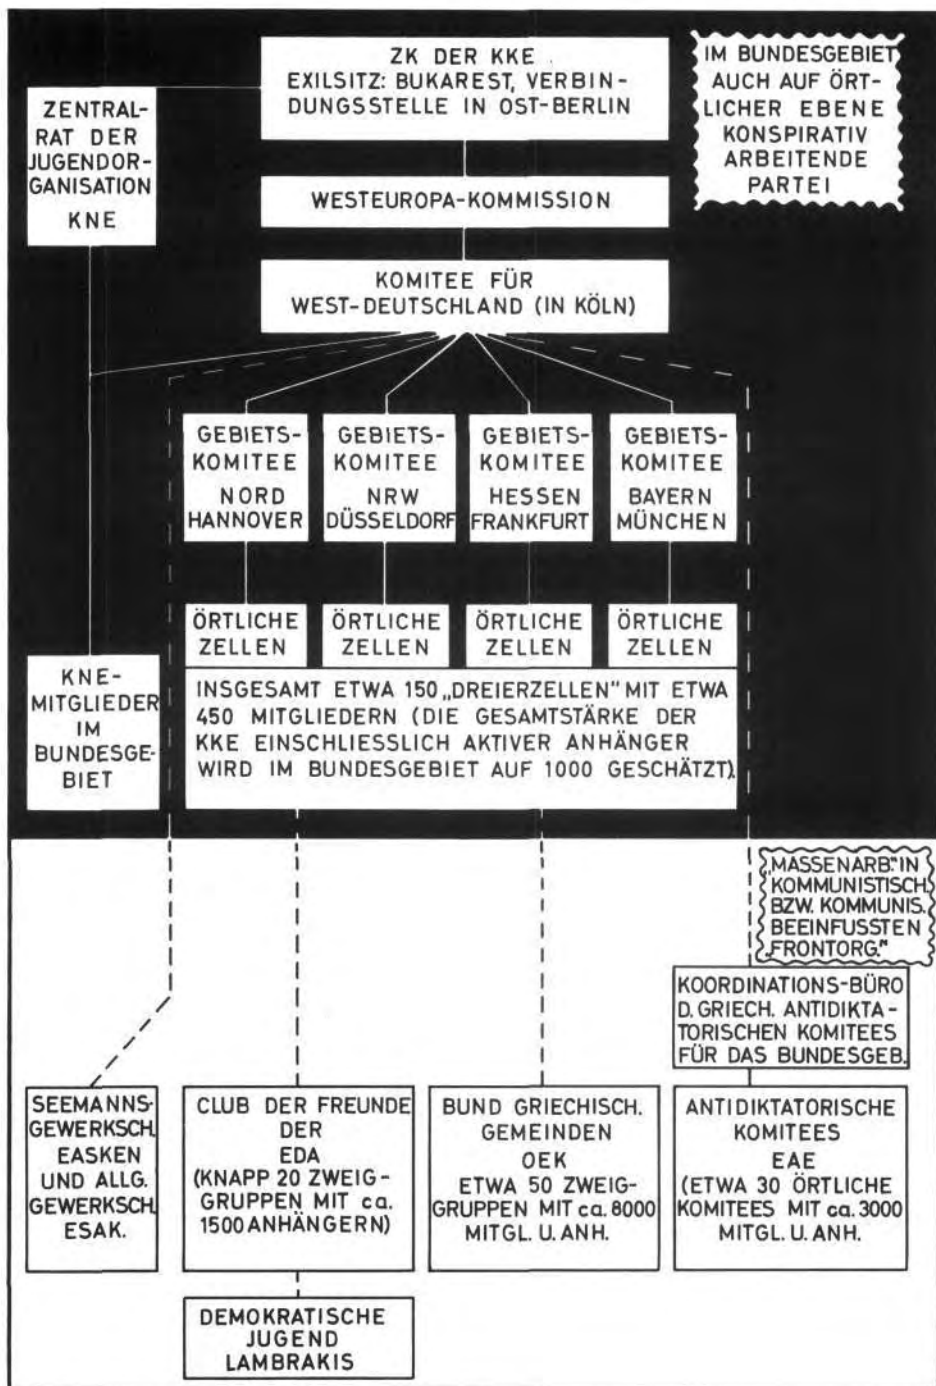 ZK DER KKE
EXILSITZ: BUKAREST, VERBIN-
DUNGSSTELLE IN OST-BERLIN
IM BUNDESGEBIET
AUCH AUF ÖRT-
LICHER EBENE
KONSPIRATIV
ARBEITENDE
PARTEI
ZENTRAL-
RAT DER
JUGENDOR-
GANISATION
KNE
WESTEUROPA-KOMMISSION
KOMITEE FÜR
WEST-DEUTSCHLAND (IN KÖLN)
GEBIETS-
KOMITEE
NORD
HANNOVER
GEBIETS-
KOMITEE
NRW
DÜSSELDORF
GEBIETS-
KOMITEE
HESSEN
FRANKFURT
GEBIETS-
KOMITEE
BAYERN
MÜNCHEN
ÖRTLICHE
ZELLEN
ÖRTLICHE
ZELLEN
ÖRTLICHE
ZELLEN
ÖRTLICHE
ZELLEN
KNE-
MITGLIEDER
IM
BUNDESGE-
BIET
INSGESAMT ETWA 150 „DREIERZELLEN" MIT ETWA
450 MITGLIEDERN (DIE GESAMTSTÄRKE DER
KKE EINSCHLIESSLICH AKTIVER ANHÄNGER
WIRD IM BUNDESGEBIET AUF 1000 GESCHÄTZT).
„MASSENARB." IN
KOMMUNISTISCH.
BZW. KOMMUNIS.
BEEINFUSSTEN
„FRONTORG."
KOORDINATIONS-BÜRO
D. GRIECH. ANTIDIKTA-
TORISCHEN KOMITEES
FÜR DAS BUNDESGEB.
SEEMANNS-
GEWERKSCH.
EASKEN
UND ALLG.
GEWERKSCH.
ESAK.
CLUB DER FREUNDE
DER
EDA
(KNAPP 20 ZWEIG-
GRUPPEN MIT ca.
1500 ANHÄNGERN)
BUND GRIECHISCH.
GEMEINDEN
OEK
ETWA 50 ZWEIG-
GRUPPEN MIT ca. 8000
MITGL. U. ANH.
ANTIDIKTATORISCHE
KOMITEES
EAE
(ETWA 30 ÖRTLICHE
KOMITEES MIT ca. 3000
MITGL. U. ANH.
DEMOKRATISCHE
JUGEND
LAMBRAKIS